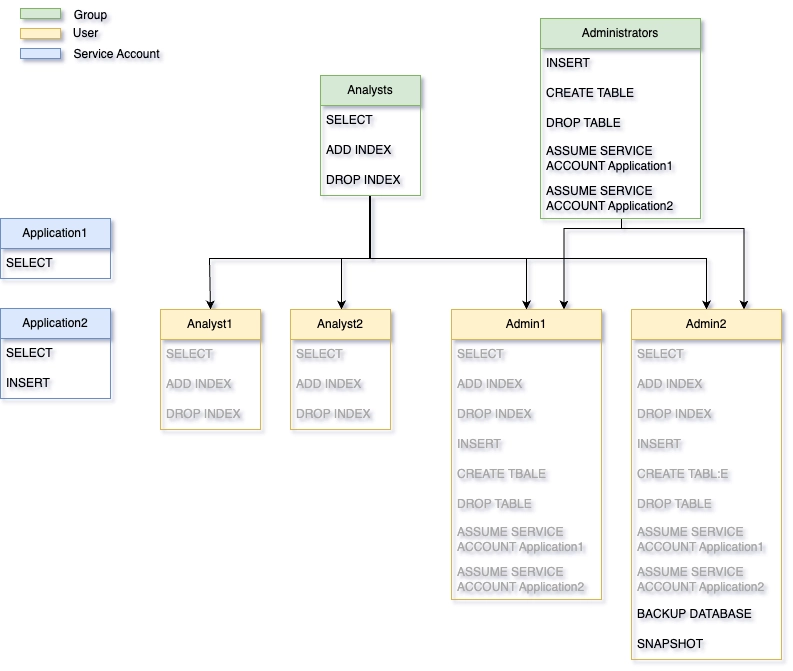 Group
User
Service Account
Administrators
INSERT
CREATE TABLE
DROP TABLE
ASSUME SERVICE
ACCOUNT Application1
ASSUME SERVICE
ACCOUNT Application2
Analysts
SELECT
ADD INDEX
DROP INDEX
Application1
SELECT
Application2
SELECT
INSERT
Analyst1
SELECT
ADD INDEX
DROP INDEX
Analyst2
SELECT
ADD INDEX
DROP INDEX
Admin1
SELECT
ADD INDEX
DROP INDEX
INSERT
CREATE TBALE
DROP TABLE
ASSUME SERVICE
ACCOUNT Application1
ASSUME SERVICE
ACCOUNT Application2
Admin2
SELECT
ADD INDEX
DROP INDEX
INSERT
CREATE TABL:E
DROP TABLE
ASSUME SERVICE
ACCOUNT Application1
ASSUME SERVICE
ACCOUNT Application2
BACKUP DATABASE
SNAPSHOT